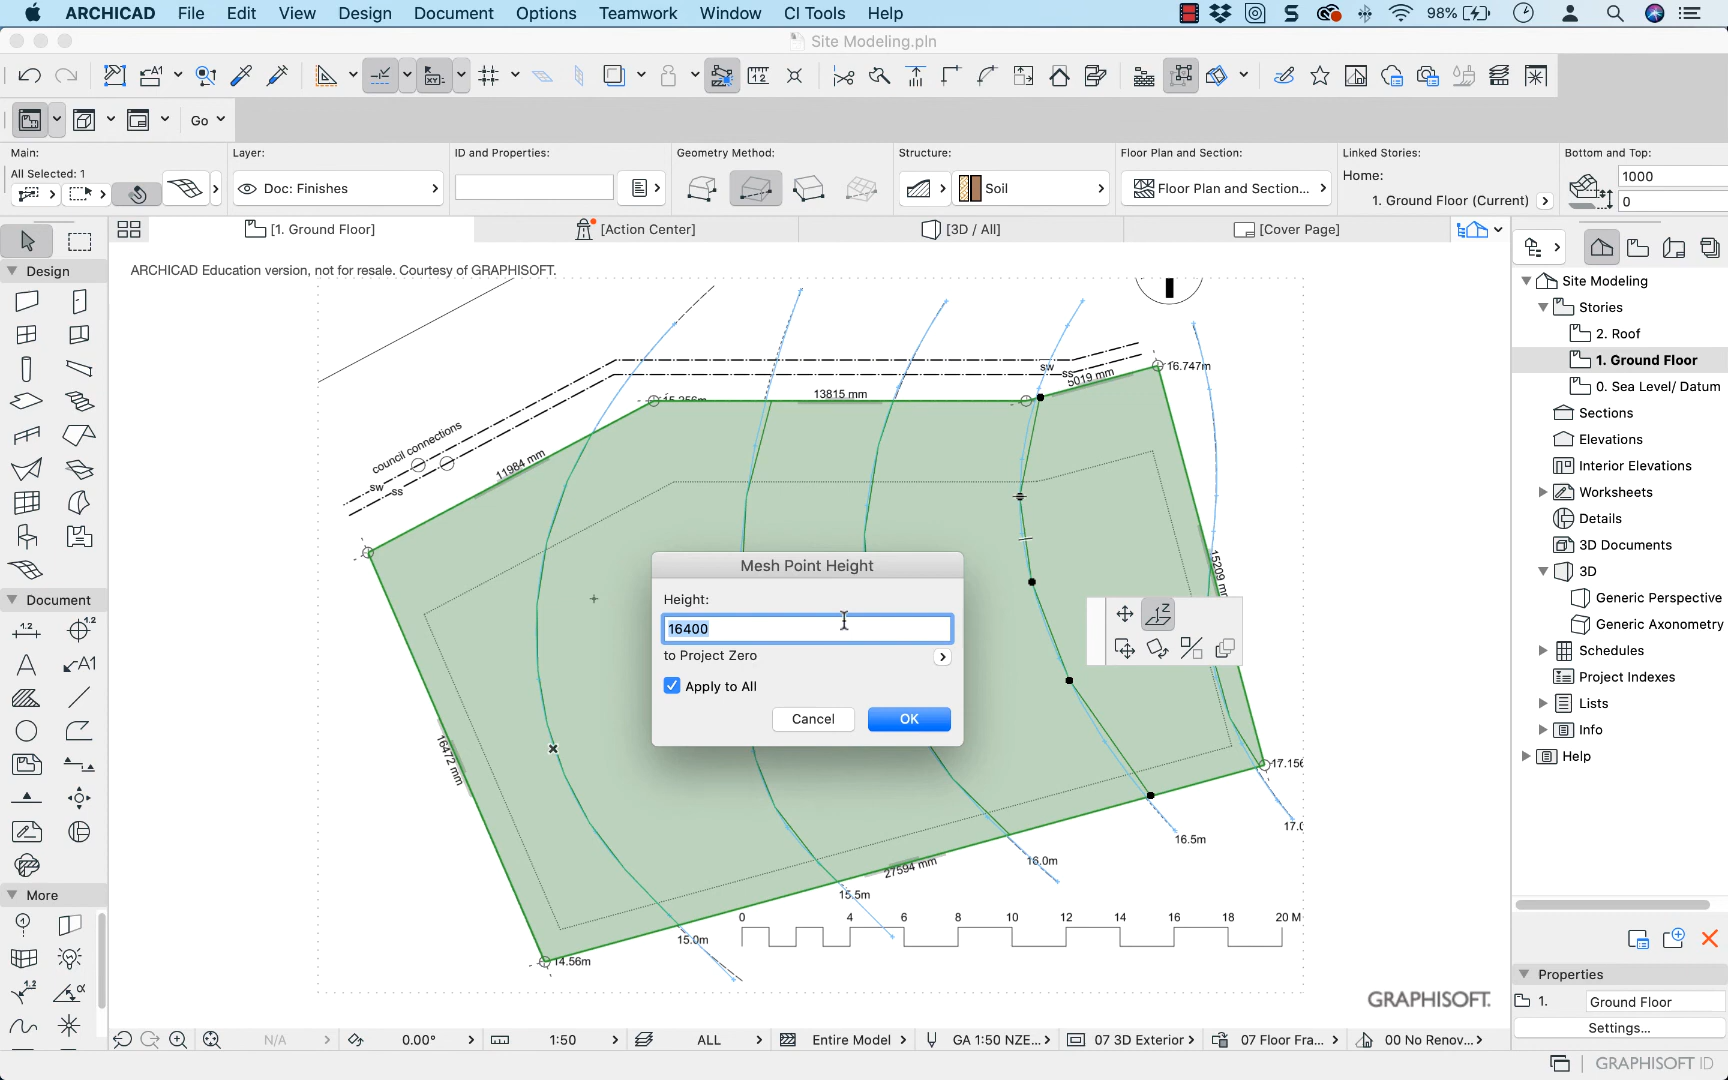 ARCHICAD File Edit View Design Document Options Teamwork Window CI Tools Help
98%
Site Modeling.pln
Go
Main:
All Selected: 1
Layer:
Doc: Finishes
ID and Properties:
Geometry Method:
Structure:
Soil
Floor Plan and Section:
Floor Plan and Section...
Linked Stories:
Home:
1. Ground Floor (Current)
Bottom and Top:
1000
0
[1. Ground Floor]
[Action Center]
[3D / All]
[Cover Page]
Design
Document
More
ARCHICAD Education version, not for resale. Courtesy of GRAPHISOFT.
council connections
SW
SS
SW
SS
5019 mm
16.747m
13815 mm
11984 mm
15209 mm
16472 mm
27594 mm
17.156
16.5m
16.0m
15.5m
15.0m
14.56m
0 4 6 8 10 12 14 16 18 20 M
Mesh Point Height
Height:
16400
to Project Zero
Apply to All
Cancel
OK
GRAPHISOFT.
Site Modeling
Stories
2. Roof
1. Ground Floor
0. Sea Level/ Datum
Sections
Elevations
Interior Elevations
Worksheets
Details
3D Documents
3D
Generic Perspective
Generic Axonometry
Schedules
Project Indexes
Lists
Info
Help
Properties
1.
Ground Floor
Settings...
N/A
0.00°
1:50
ALL
Entire Model
GA 1:50 NZE...
07 3D Exterior
07 Floor Fra...
00 No Renov...
GRAPHISOFT ID